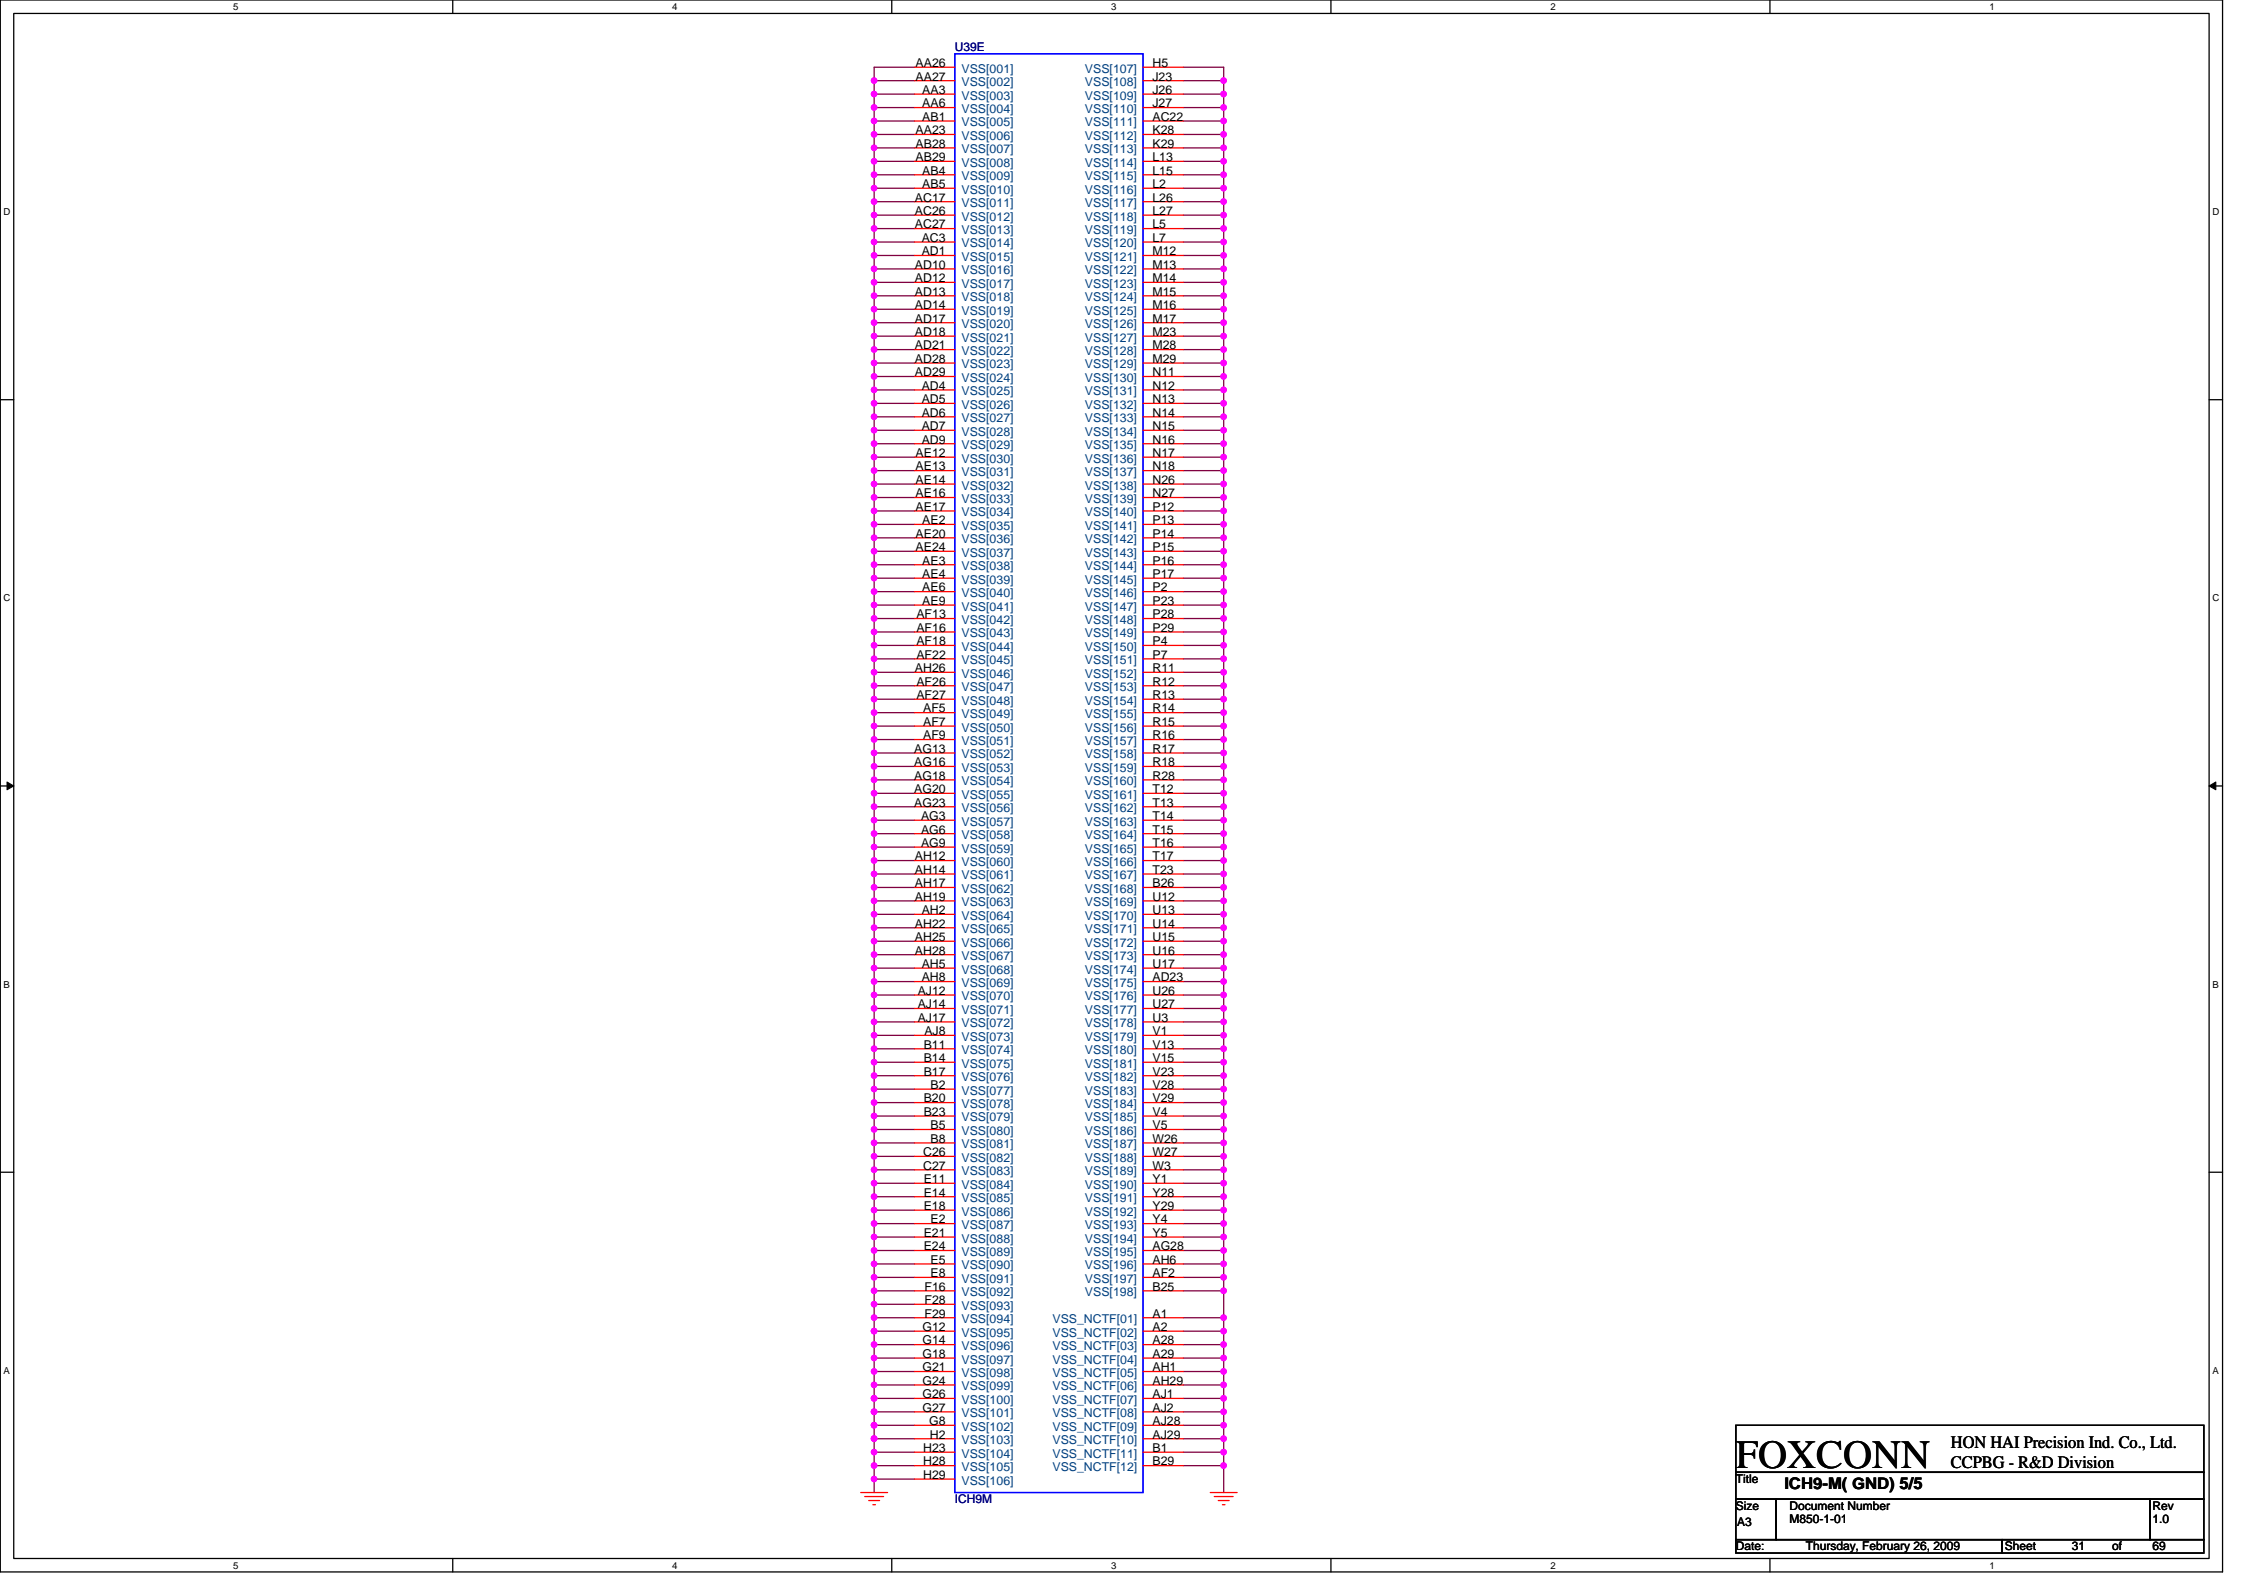 5 4 3 2 1
U39E
AA26 VSS[001] VSS[107] H5
AA27 VSS[002] VSS[108] J23
AA3 VSS[003] VSS[109] J26
AA6 VSS[004] VSS[110] J27
AB1 VSS[005] VSS[111] AC22
AA23 VSS[006] VSS[112] K28
AB28 VSS[007] VSS[113] K29
AB29 VSS[008] VSS[114] L13
AB4 VSS[009] VSS[115] L15
AB5 VSS[010] VSS[116] L2
AC17 VSS[011] VSS[117] L26
D AC26 VSS[012] VSS[118] L27 D
AC27 VSS[013] VSS[119] L5
AC3 VSS[014] VSS[120] L7
AD1 VSS[015] VSS[121] M12
AD10 VSS[016] VSS[122] M13
AD12 VSS[017] VSS[123] M14
AD13 VSS[018] VSS[124] M15
AD14 VSS[019] VSS[125] M16
AD17 VSS[020] VSS[126] M17
AD18 VSS[021] VSS[127] M23
AD21 VSS[022] VSS[128] M28
AD28 VSS[023] VSS[129] M29
AD29 VSS[024] VSS[130] N11
AD4 VSS[025] VSS[131] N12
AD5 VSS[026] VSS[132] N13
AD6 VSS[027] VSS[133] N14
AD7 VSS[028] VSS[134] N15
AD9 VSS[029] VSS[135] N16
AE12 VSS[030] VSS[136] N17
AE13 VSS[031] VSS[137] N18
AE14 VSS[032] VSS[138] N26
AE16 VSS[033] VSS[139] N27
AE17 VSS[034] VSS[140] P12
AE2 VSS[035] VSS[141] P13
AE20 VSS[036] VSS[142] P14
AE24 VSS[037] VSS[143] P15
AE3 VSS[038] VSS[144] P16
AE4 VSS[039] VSS[145] P17
AE6 VSS[040] VSS[146] P2
C AE9 VSS[041] VSS[147] P23 C
AF13 VSS[042] VSS[148] P28
AF16 VSS[043] VSS[149] P29
AF18 VSS[044] VSS[150] P4
AF22 VSS[045] VSS[151] P7
AH26 VSS[046] VSS[152] R11
AF26 VSS[047] VSS[153] R12
AF27 VSS[048] VSS[154] R13
AF5 VSS[049] VSS[155] R14
AF7 VSS[050] VSS[156] R15
AF9 VSS[051] VSS[157] R16
AG13 VSS[052] VSS[158] R17
AG16 VSS[053] VSS[159] R18
AG18 VSS[054] VSS[160] R28
AG20 VSS[055] VSS[161] T12
AG23 VSS[056] VSS[162] T13
AG3 VSS[057] VSS[163] T14
AG6 VSS[058] VSS[164] T15
AG9 VSS[059] VSS[165] T16
AH12 VSS[060] VSS[166] T17
AH14 VSS[061] VSS[167] T23
AH17 VSS[062] VSS[168] B26
AH19 VSS[063] VSS[169] U12
AH2 VSS[064] VSS[170] U13
AH22 VSS[065] VSS[171] U14
AH25 VSS[066] VSS[172] U15
AH28 VSS[067] VSS[173] U16
AH5 VSS[068] VSS[174] U17
B AH8 VSS[069] VSS[175] AD23 B
AJ12 VSS[070] VSS[176] U26
AJ14 VSS[071] VSS[177] U27
AJ17 VSS[072] VSS[178] U3
AJ8 VSS[073] VSS[179] V1
B11 VSS[074] VSS[180] V13
B14 VSS[075] VSS[181] V15
B17 VSS[076] VSS[182] V23
B2 VSS[077] VSS[183] V28
B20 VSS[078] VSS[184] V29
B23 VSS[079] VSS[185] V4
B5 VSS[080] VSS[186] V5
B8 VSS[081] VSS[187] W26
C26 VSS[082] VSS[188] W27
C27 VSS[083] VSS[189] W3
E11 VSS[084] VSS[190] Y1
E14 VSS[085] VSS[191] Y28
E18 VSS[086] VSS[192] Y29
E2 VSS[087] VSS[193] Y4
E21 VSS[088] VSS[194] Y5
E24 VSS[089] VSS[195] AG28
E5 VSS[090] VSS[196] AH6
E8 VSS[091] VSS[197] AF2
F16 VSS[092] VSS[198] B25
F28 VSS[093]
F29 VSS[094] VSS_NCTF[01] A1
G12 VSS[095] VSS_NCTF[02] A2
G14 VSS[096] VSS_NCTF[03] A28
G18 VSS[097] VSS_NCTF[04] A29
A G21 VSS[098] VSS_NCTF[05] AH1 A
G24 VSS[099] VSS_NCTF[06] AH29
G26 VSS[100] VSS_NCTF[07] AJ1
G27 VSS[101] VSS_NCTF[08] AJ2
G8 VSS[102] VSS_NCTF[09] AJ28
H2 VSS[103] VSS_NCTF[10] AJ29
H23 VSS[104] VSS_NCTF[11] B1
H28 VSS[105] VSS_NCTF[12] B29
H29 VSS[106]
ICH9M
FOXCONN HON HAI Precision Ind. Co., Ltd.
CCPBG - R&D Division
Title ICH9-M( GND) 5/5
Size Document Number Rev
A3 M850-1-01 1.0
Date: Thursday, February 26, 2009 Sheet 31 of 69
5 4 3 2 1